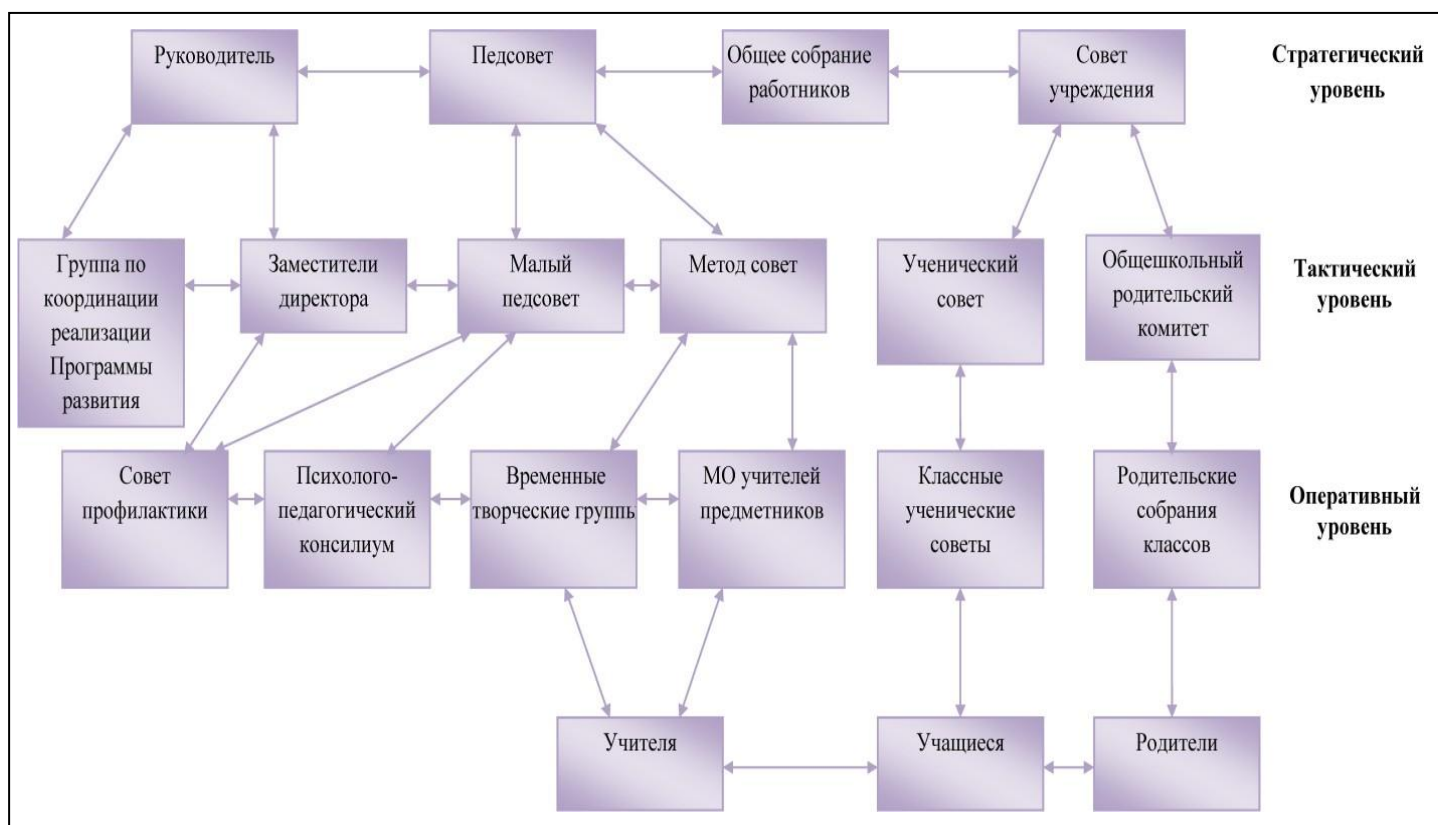 Руководитель
Педсовет
Общее собрание
работников
Совет
учреждения
Стратегический
уровень
Группа по
координации
реализации
Программы
развития
Заместители
директора
Малый
педсовет
Метод совет
Ученический
совет
Общешкольный
родительский
комитет
Тактический
уровень
Совет
профилактики
Психолого-
педагогический
консилиум
Временные
творческие группь
МО учителей
предметников
Классные
ученические
советы
Родительские
собрания
классов
Оперативный
уровень
Учителя
Учащиеся
Родители